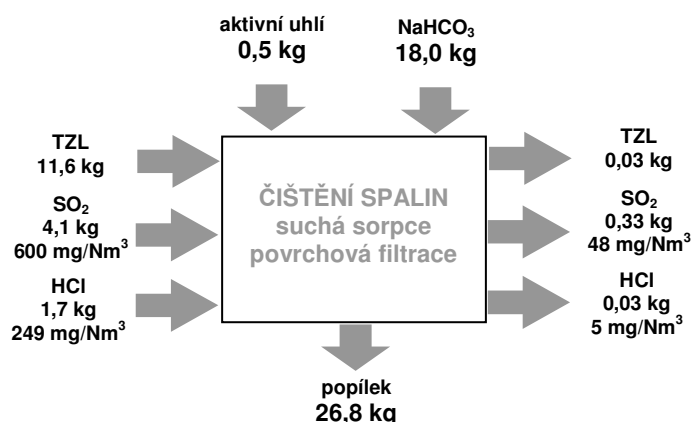 aktivní uhlí
0,5 kg
NaHCO₃
18,0 kg
TZL
11,6 kg
SO₂
4,1 kg
600 mg/Nm³
HCl
1,7 kg
249 mg/Nm³
ČIŠTĚNÍ SPALIN
suchá sorpce
povrchová filtrace
TZL
0,03 kg
SO₂
0,33 kg
48 mg/Nm³
HCl
0,03 kg
5 mg/Nm³
popílek
26,8 kg